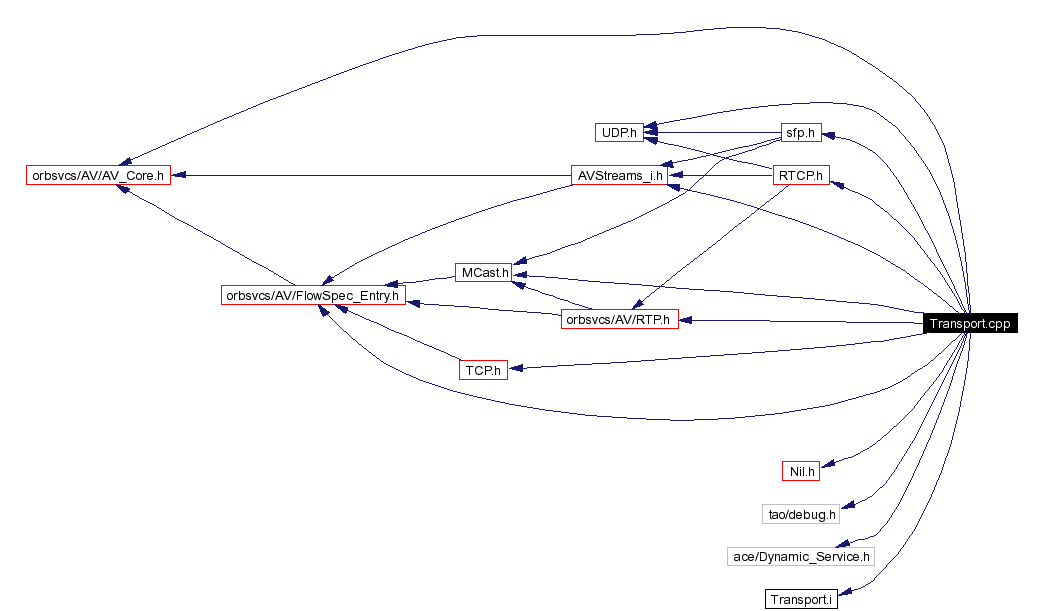 UDP.h
sfp.h
orbsvcs/AV/AV_Core.h
AVStreams_i.h
RTCP.h
MCast.h
orbsvcs/AV/FlowSpec_Entry.h
orbsvcs/AV/RTP.h
Transport.cpp
TCP.h
Nil.h
tao/debug.h
ace/Dynamic_Service.h
Transport.i